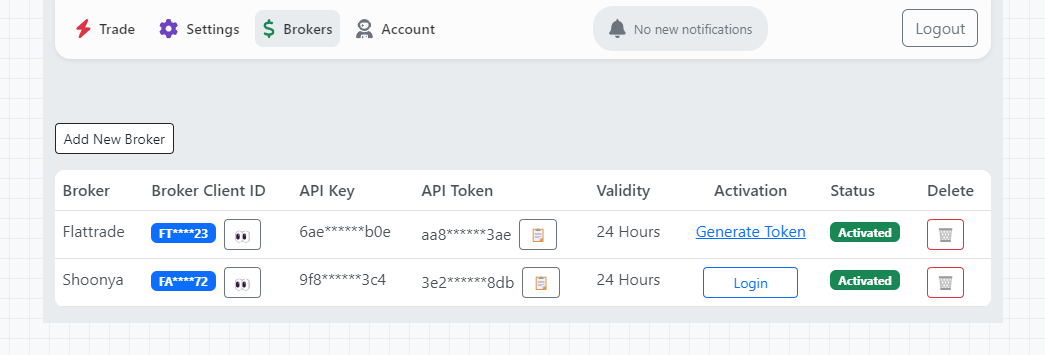 Trade Settings Brokers Account No new notifications Logout
Add New Broker
Broker Broker Client ID API Key API Token Validity Activation Status Delete
Flattrade FT****23 6ae******b0e aa8******3ae 24 Hours Generate Token Activated
Shoonya FA****72 9f8******3c4 3e2******8db 24 Hours Login Activated